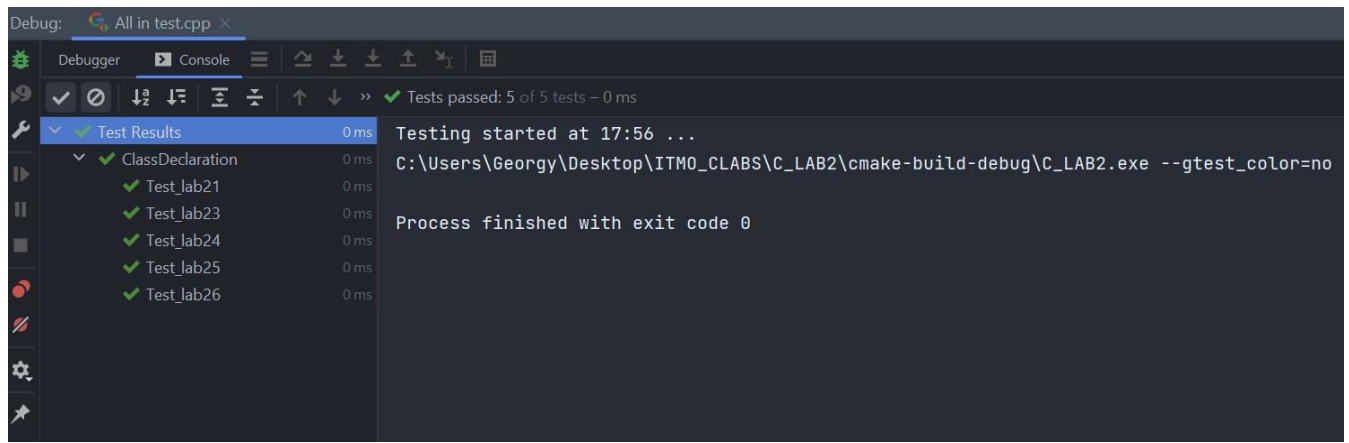 Debug: All in test.cpp ×
Debugger Console
» Tests passed: 5 of 5 tests – 0 ms
Test Results 0 ms
ClassDeclaration 0 ms
Test_lab21 0 ms
Test_lab23 0 ms
Test_lab24 0 ms
Test_lab25 0 ms
Test_lab26 0 ms
Testing started at 17:56 ...
C:\Users\Georgy\Desktop\ITMO_CLABS\C_LAB2\cmake-build-debug\C_LAB2.exe --gtest_color=no
Process finished with exit code 0